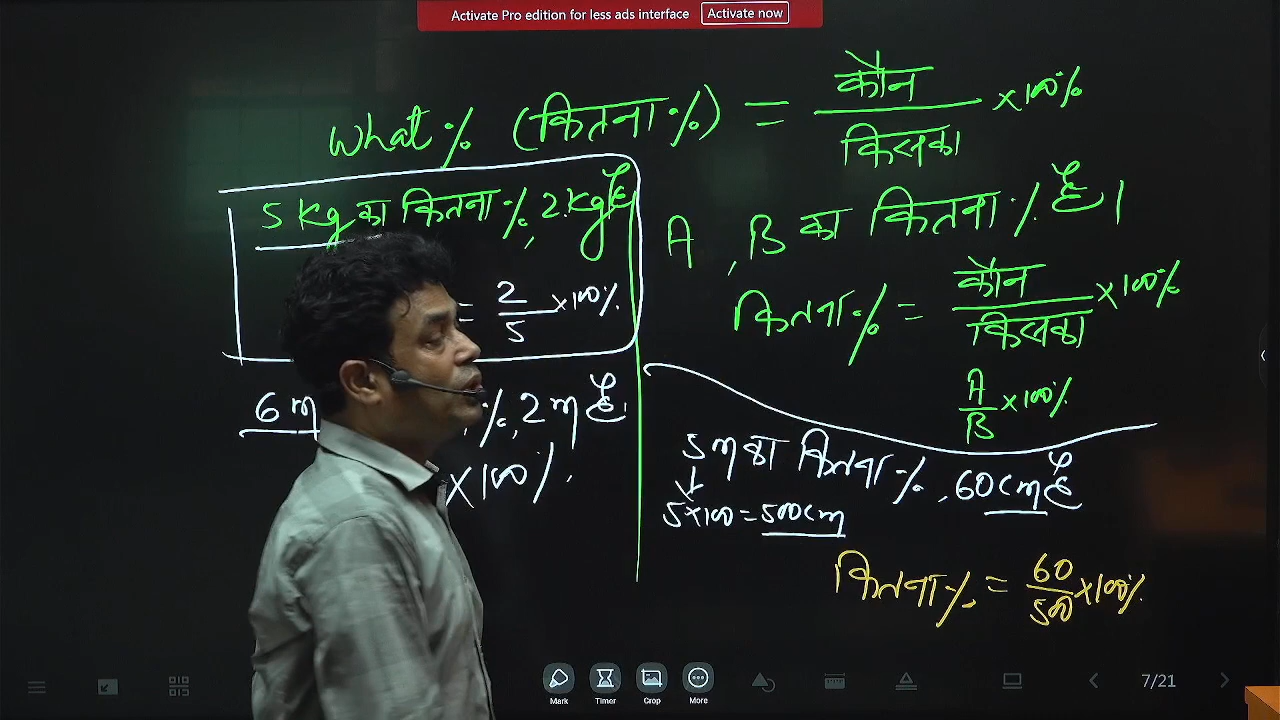 Activate Pro edition for less ads interface Activate now
What % (कितना %) = कौन / किसका × 100%
5 kg का कितना %, 2 kg है
= 2/5 × 100%
6 m %, 2 m है।
× 100%
A, B का कितना % है।
कितना % = कौन / किसका × 100%
A/B × 100%
5 m का कितना %, 60 cm है
5×100 = 500 cm
कितना % = 60/500 × 100%
Mark Timer Crop More
7/21